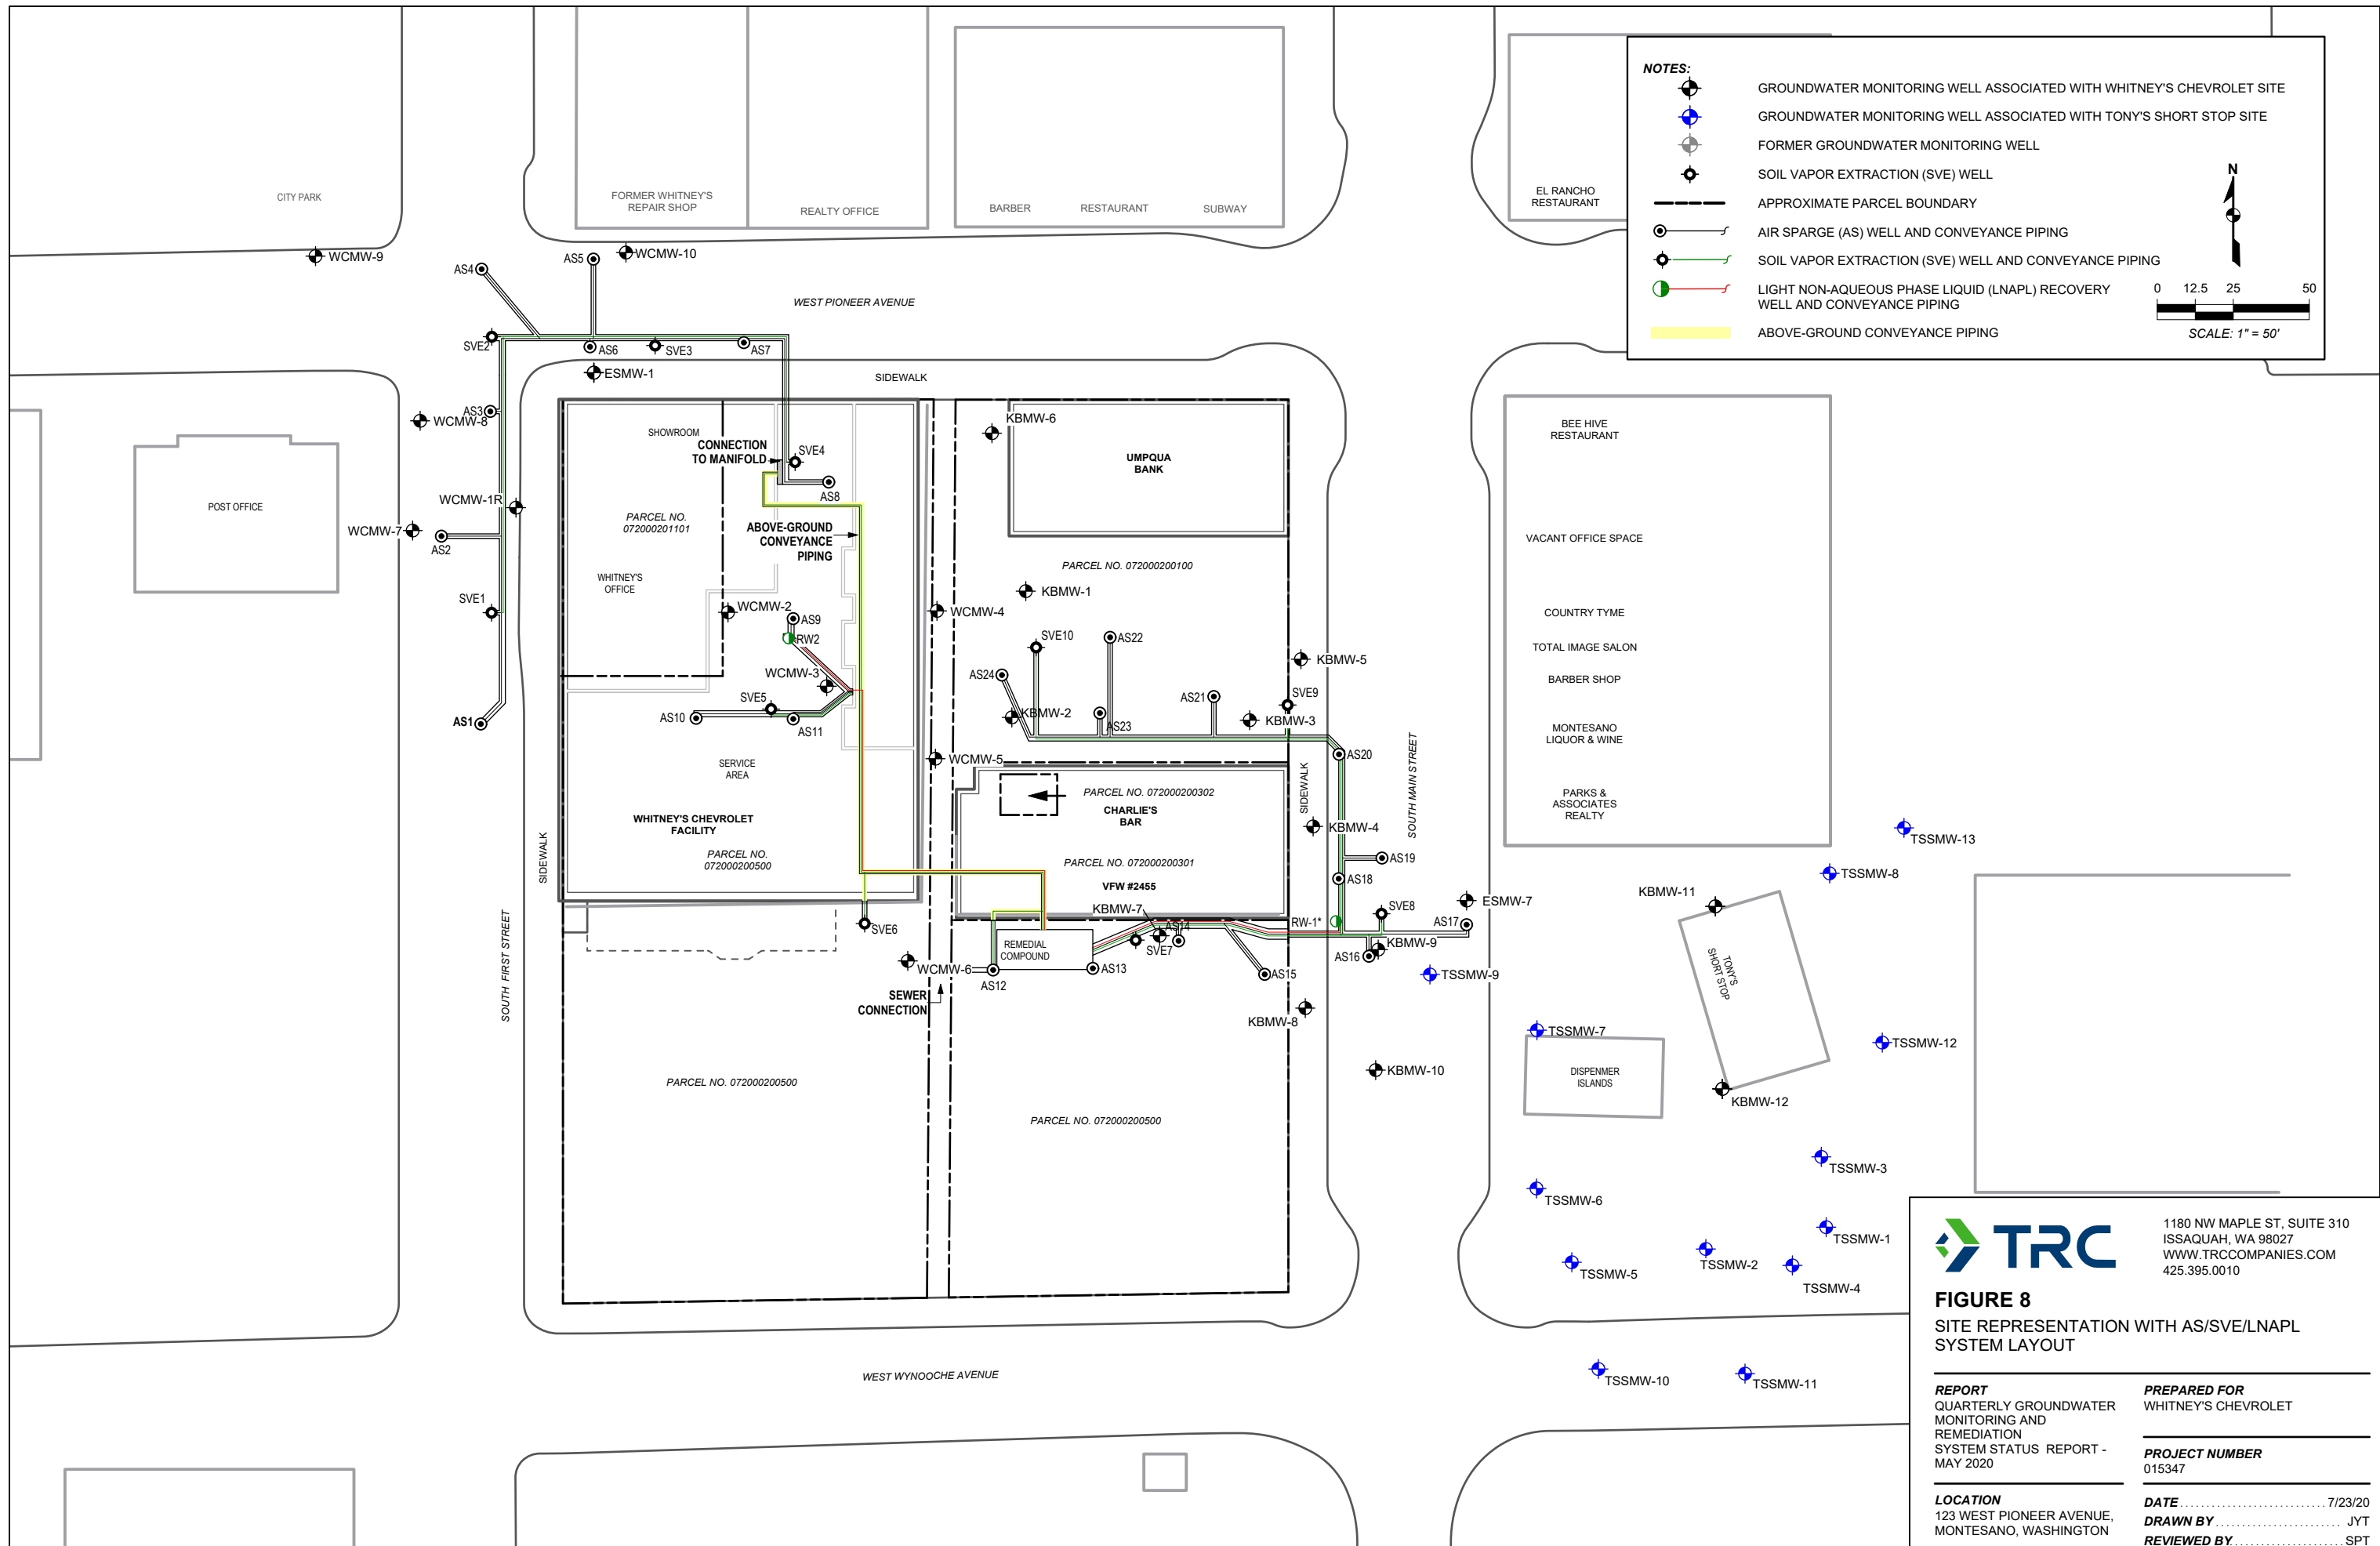 NOTES:
GROUNDWATER MONITORING WELL ASSOCIATED WITH WHITNEY'S CHEVROLET SITE
GROUNDWATER MONITORING WELL ASSOCIATED WITH TONY'S SHORT STOP SITE
FORMER GROUNDWATER MONITORING WELL
SOIL VAPOR EXTRACTION (SVE) WELL
APPROXIMATE PARCEL BOUNDARY
AIR SPARGE (AS) WELL AND CONVEYANCE PIPING
SOIL VAPOR EXTRACTION (SVE) WELL AND CONVEYANCE PIPING
LIGHT NON-AQUEOUS PHASE LIQUID (LNAPL) RECOVERY
WELL AND CONVEYANCE PIPING
ABOVE-GROUND CONVEYANCE PIPING
N
0 12.5 25 50
SCALE: 1" = 50'
CITY PARK
FORMER WHITNEY'S
REPAIR SHOP
REALTY OFFICE
BARBER
RESTAURANT
SUBWAY
EL RANCHO
RESTAURANT
WCMW-9
AS4
AS5
WCMW-10
WEST PIONEER AVENUE
SVE2
AS6
SVE3
AS7
ESMW-1
SIDEWALK
AS3
WCMW-8
SHOWROOM
CONNECTION
TO MANIFOLD
SVE4
AS8
KBMW-6
UMPQUA
BANK
BEE HIVE
RESTAURANT
POST OFFICE
WCMW-1R
WCMW-7
AS2
PARCEL NO.
072000201101
ABOVE-GROUND
CONVEYANCE
PIPING
VACANT OFFICE SPACE
PARCEL NO. 072000200100
WHITNEY'S
OFFICE
SVE1
WCMW-2
AS9
RW2
WCMW-4
KBMW-1
COUNTRY TYME
SVE10
AS22
TOTAL IMAGE SALON
KBMW-5
WCMW-3
AS24
BARBER SHOP
SVE5
AS21
SVE9
AS1
AS10
AS11
KBMW-2
AS23
KBMW-3
MONTESANO
LIQUOR & WINE
WCMW-5
AS20
SERVICE
AREA
SIDEWALK
SOUTH MAIN STREET
PARCEL NO. 072000200302
CHARLIE'S
BAR
PARKS &
ASSOCIATES
REALTY
WHITNEY'S CHEVROLET
FACILITY
KBMW-4
TSSMW-13
SIDEWALK
PARCEL NO.
072000200500
PARCEL NO. 072000200301
AS19
TSSMW-8
VFW #2455
AS18
KBMW-11
KBMW-7
ESMW-7
SVE6
AS14
RW-1*
SVE8
AS17
REMEDIAL
COMPOUND
SVE7
KBMW-9
AS16
SOUTH FIRST STREET
WCMW-6
AS12
AS13
AS15
TSSMW-9
TONY'S
SHORT STOP
SEWER
CONNECTION
KBMW-8
TSSMW-7
TSSMW-12
KBMW-10
DISPENMER
ISLANDS
PARCEL NO. 072000200500
KBMW-12
PARCEL NO. 072000200500
TSSMW-3
TSSMW-6
TSSMW-1
TSSMW-2
TSSMW-5
TSSMW-4
WEST WYNOOCHE AVENUE
TSSMW-10
TSSMW-11
TRC
1180 NW MAPLE ST, SUITE 310
ISSAQUAH, WA 98027
WWW.TRCCOMPANIES.COM
425.395.0010
FIGURE 8
SITE REPRESENTATION WITH AS/SVE/LNAPL
SYSTEM LAYOUT
REPORT
QUARTERLY GROUNDWATER
MONITORING AND
REMEDIATION
SYSTEM STATUS REPORT -
MAY 2020
PREPARED FOR
WHITNEY'S CHEVROLET
PROJECT NUMBER
015347
LOCATION
123 WEST PIONEER AVENUE,
MONTESANO, WASHINGTON
DATE 7/23/20
DRAWN BY JYT
REVIEWED BY SPT